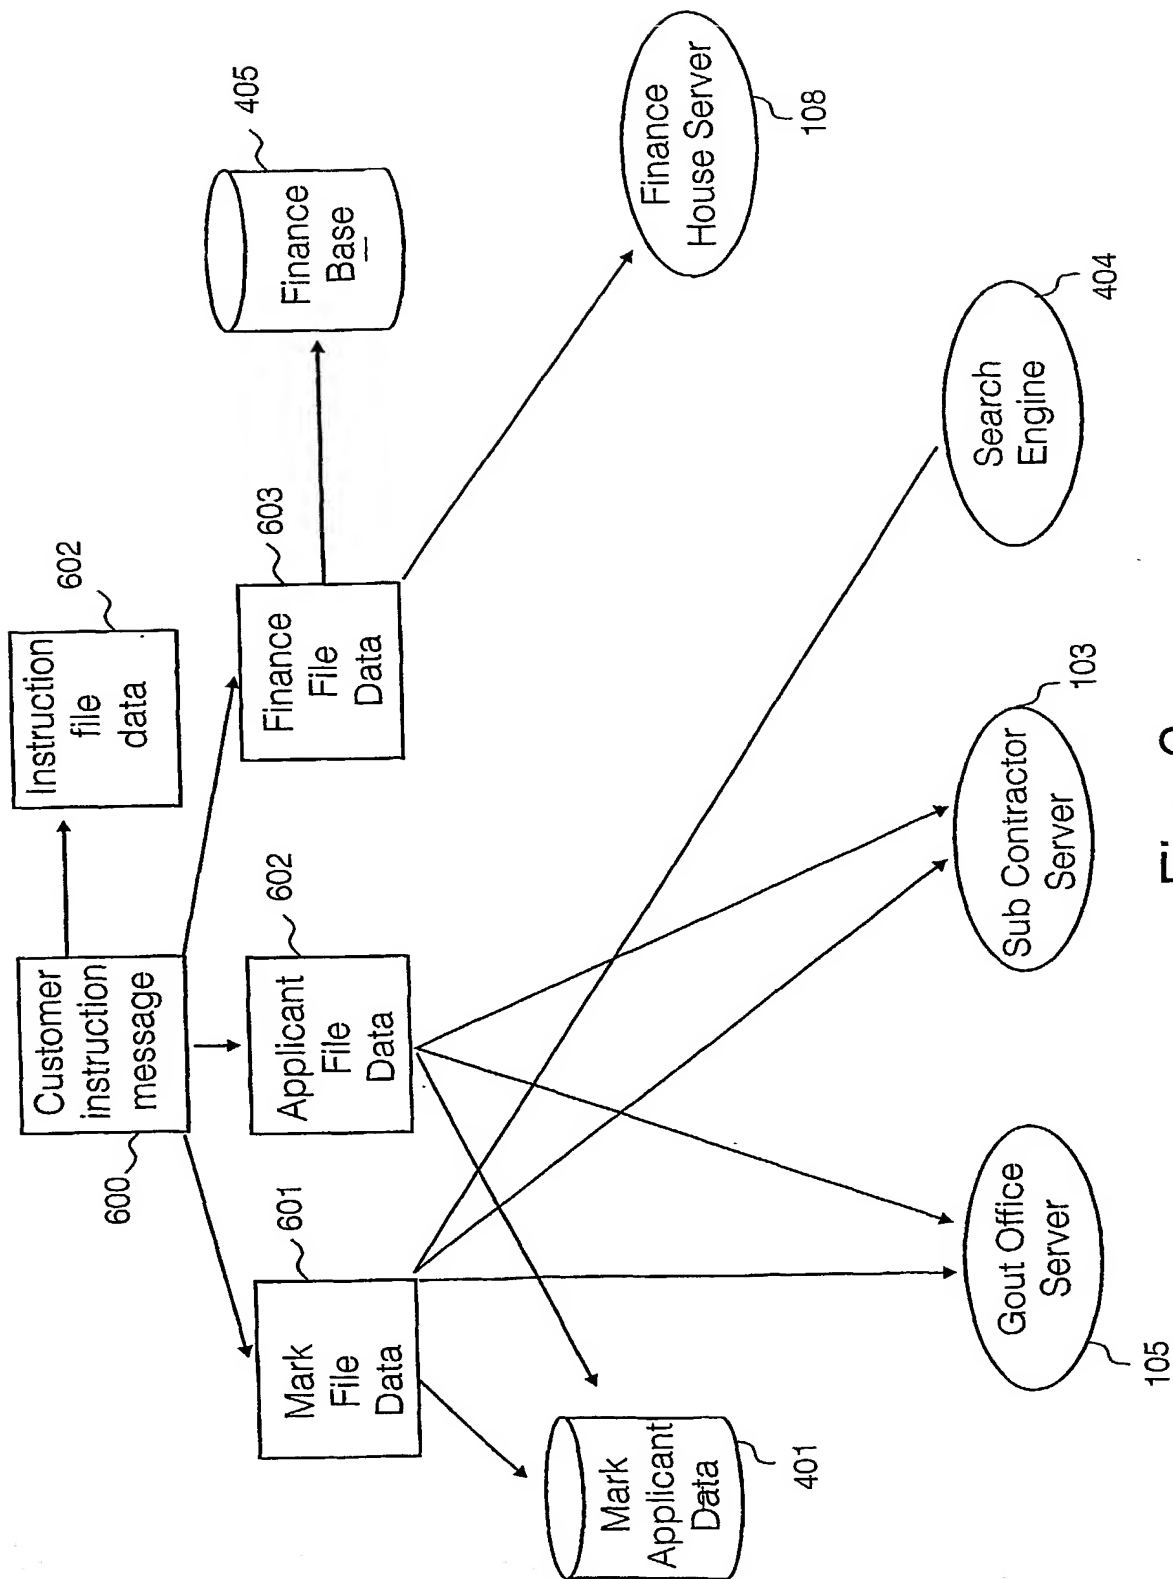 Customer
instruction
message
600
Instruction
file
data
602
Mark
File
Data
601
Applicant
File
Data
602
Finance
File
Data
603
Finance
Base
405
Mark
Applicant
Data
401
Gout Office
Server
105
Sub Contractor
Server
103
Search
Engine
404
Finance
House Server
108